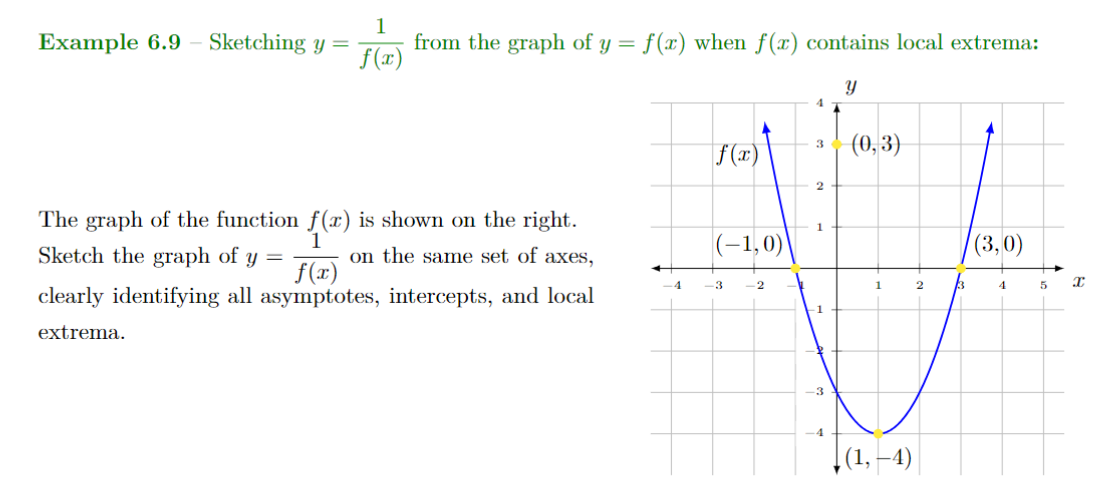 Example 6.9 – Sketching y = 1/f(x) from the graph of y = f(x) when f(x) contains local extrema:
y
4
3
(0, 3)
f(x)
2
The graph of the function f(x) is shown on the right.
1
(−1, 0)
(3, 0)
Sketch the graph of y = 1/f(x) on the same set of axes,
−4 −3 −2 −1 1 2 3 4 5 x
clearly identifying all asymptotes, intercepts, and local
extrema.
−1
−2
−3
−4
(1, −4)